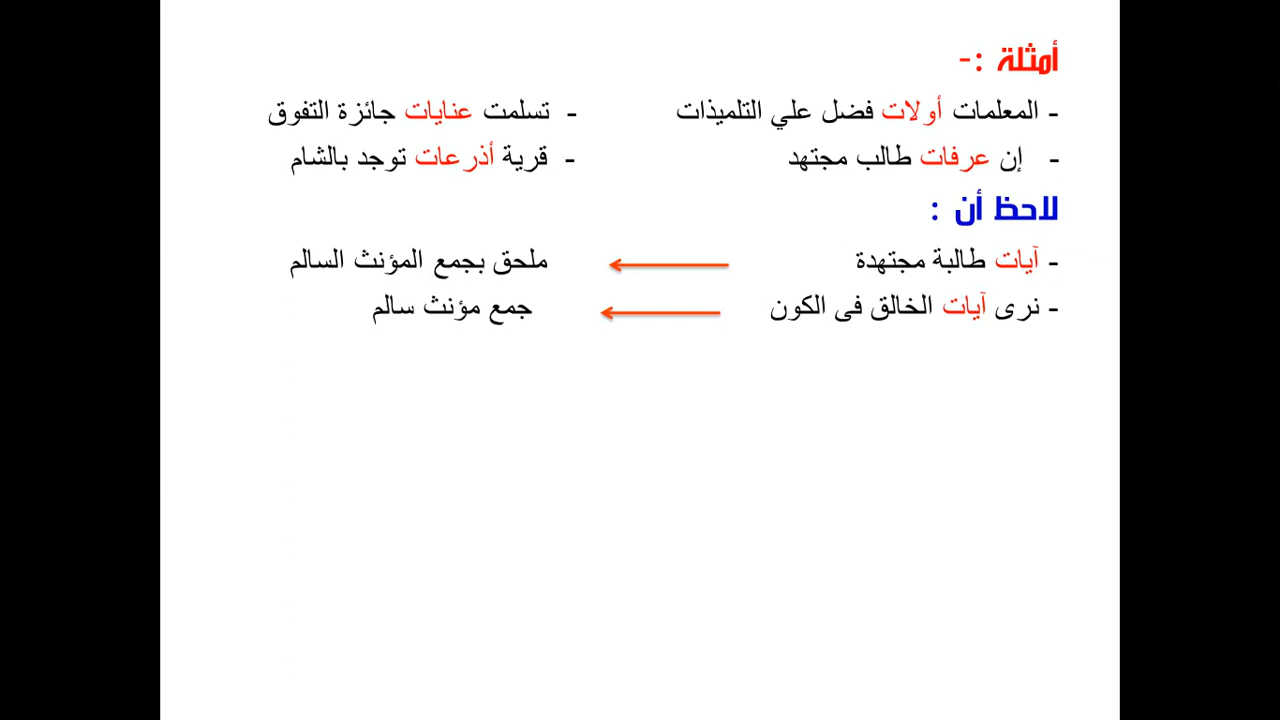 أمثلة :-
- المعلمات أولات فضل علي التلميذات - تسلمت عنايات جائزة التفوق
- إن عرفات طالب مجتهد - قرية أذرعات توجد بالشام
لاحظ أن :
- آيات طالبة مجتهدة ملحق بجمع المؤنث السالم
- نرى آيات الخالق فى الكون جمع مؤنث سالم